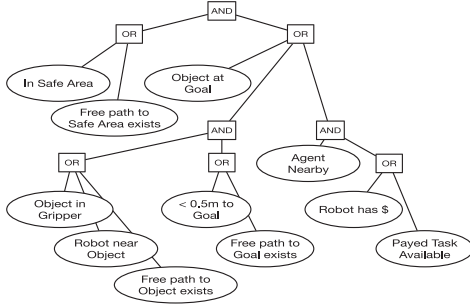 AND
OR
OR
In Safe Area
Object at
Goal
Free path to
Safe Area exists
AND
AND
OR
OR
Agent
Nearby
OR
Object in
Gripper
< 0.5m to
Goal
Robot has $
Robot near
Object
Free path to
Goal exists
Payed Task
Available
Free path to
Object exists